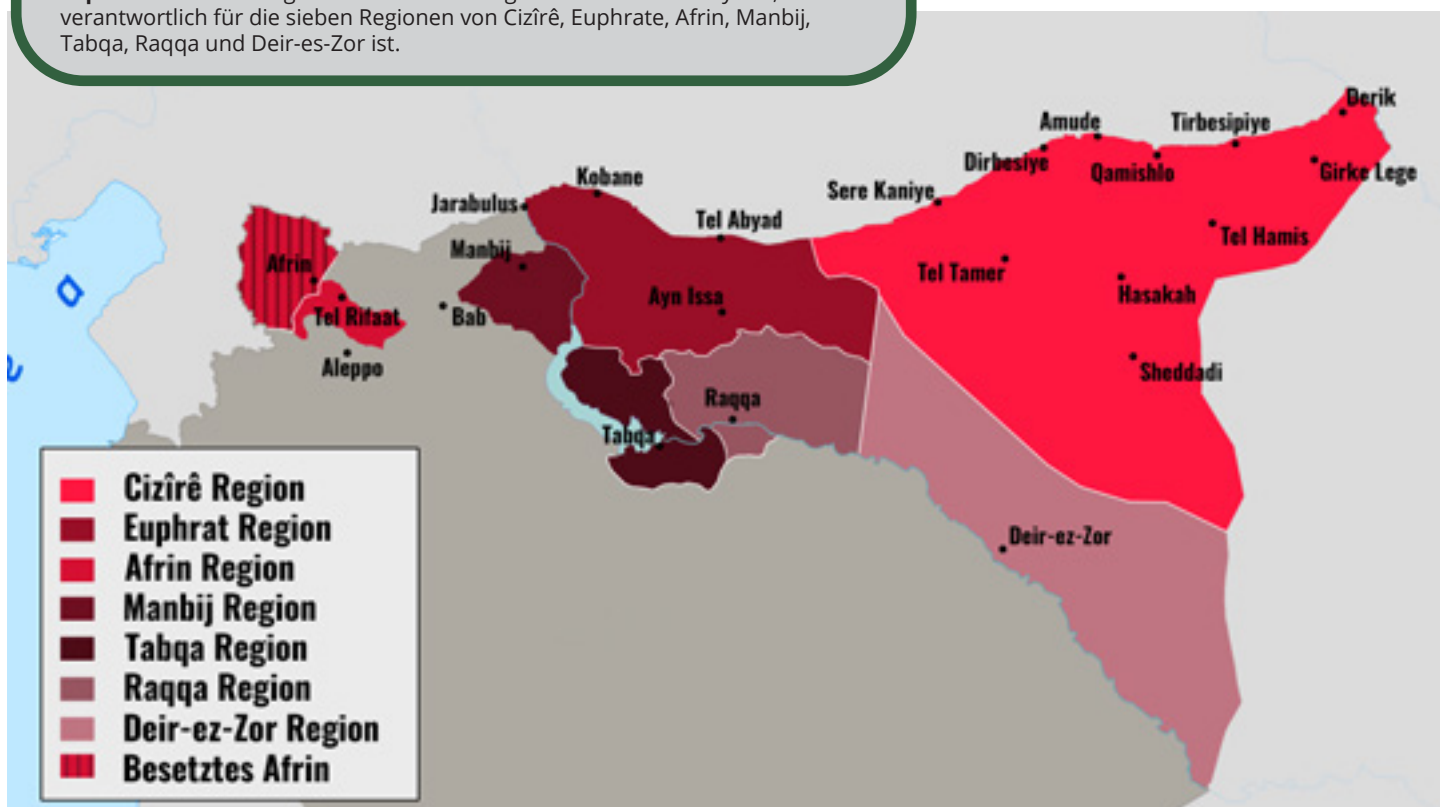 verantwortlich für die sieben Regionen von Cizîrê, Euphrate, Afrin, Manbij,
Tabqa, Raqqa und Deir-es-Zor ist.
Derik
Amude
Tirbesipiye
Dirbesiye
Qamishlo
Girke Lege
Kobane
Sere Kaniye
Jarabulus
Tel Abyad
Tel Hamis
Manbij
Afrin
Tel Tamer
Ayn Issa
Hasakah
Bab
Tel Rifaat
Aleppo
Sheddadi
Raqqa
Tabqa
Deir-ez-Zor
a
e
Cizîrê Region
Euphrat Region
Afrin Region
Manbij Region
Tabqa Region
Raqqa Region
Deir-ez-Zor Region
Besetztes Afrin